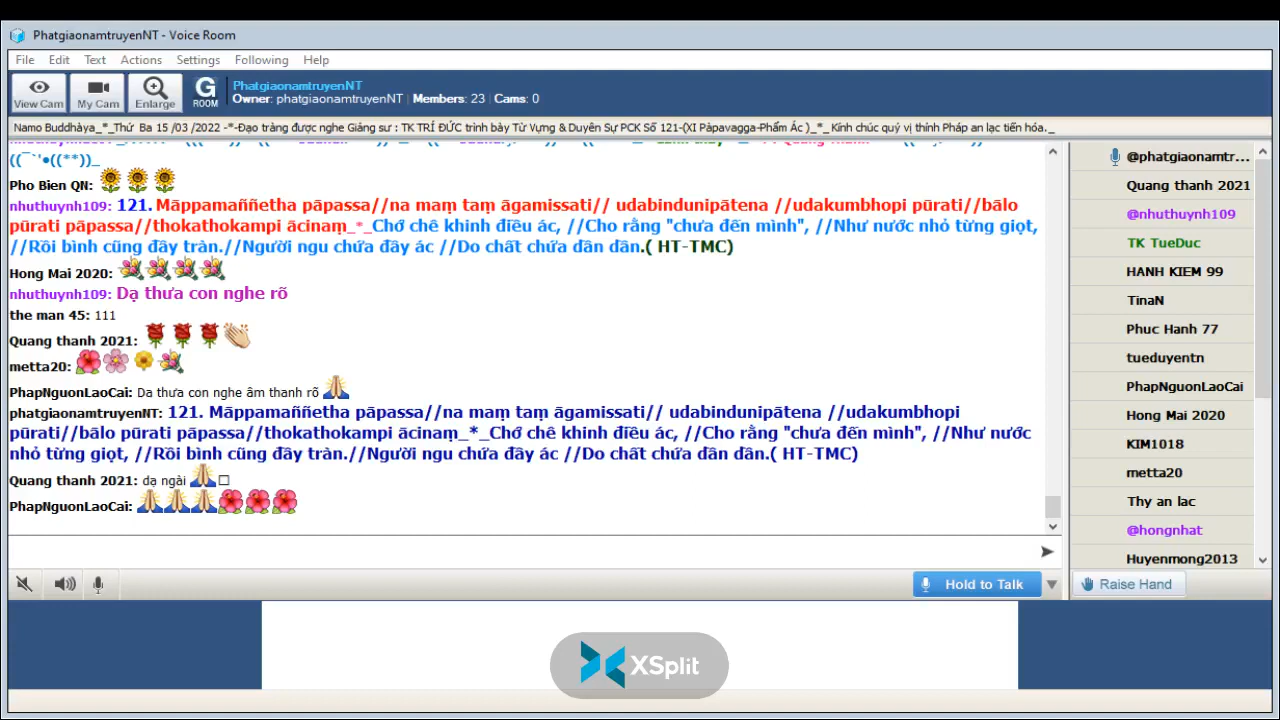 PhatgiaonamtruyenNT - Voice Room
File Edit Text Actions Settings Following Help
View Cam My Cam Enlarge G ROOM
PhatgiaonamtruyenNT
Owner: phatgiaonamtruyenNT | Members: 23 | Cams: 0
Namo Buddhàya_*_Thứ Ba 15 /03 /2022 -*-Đạo tràng được nghe Giảng sư : TK TRÍ ĐỨC trình bày Từ Vựng & Duyên Sự PCK Số 121-(XI Pàpavagga-Phẩm Ác )_*_ Kính chúc quý vị thính Pháp an lạc tiến hóa._
((¯`'•((**))_
Pho Bien QN:
nhuthuynh109: 121. Māppamaññetha pāpassa//na maṃ taṃ āgamissati// udabindunipātena //udakumbhopi pūrati//bālo
pūrati pāpassa//thokathokampi ācinaṃ_*_Chớ chê khinh điều ác, //Cho rằng "chưa đến mình", //Như nước nhỏ từng giọt,
//Rồi bình cũng đầy tràn.//Người ngu chứa đầy ác //Do chất chứa dần dần.( HT-TMC)
Hong Mai 2020:
nhuthuynh109: Dạ thưa con nghe rõ
the man 45: 111
Quang thanh 2021:
metta20:
PhapNguonLaoCai: Da thưa con nghe âm thanh rõ
phatgiaonamtruyenNT: 121. Māppamaññetha pāpassa//na maṃ taṃ āgamissati// udabindunipātena //udakumbhopi
pūrati//bālo pūrati pāpassa//thokathokampi ācinaṃ_*_Chớ chê khinh điều ác, //Cho rằng "chưa đến mình", //Như nước
nhỏ từng giọt, //Rồi bình cũng đầy tràn.//Người ngu chứa đầy ác //Do chất chứa dần dần.( HT-TMC)
Quang thanh 2021: dạ ngài
PhapNguonLaoCai:
@phatgiaonamtr...
Quang thanh 2021
@nhuthuynh109
TK TueDuc
HANH KIEM 99
TinaN
Phuc Hanh 77
tueduyentn
PhapNguonLaoCai
Hong Mai 2020
KIM1018
metta20
Thy an lac
@hongnhat
Huyenmong2013
Hold to Talk
Raise Hand
XSplit